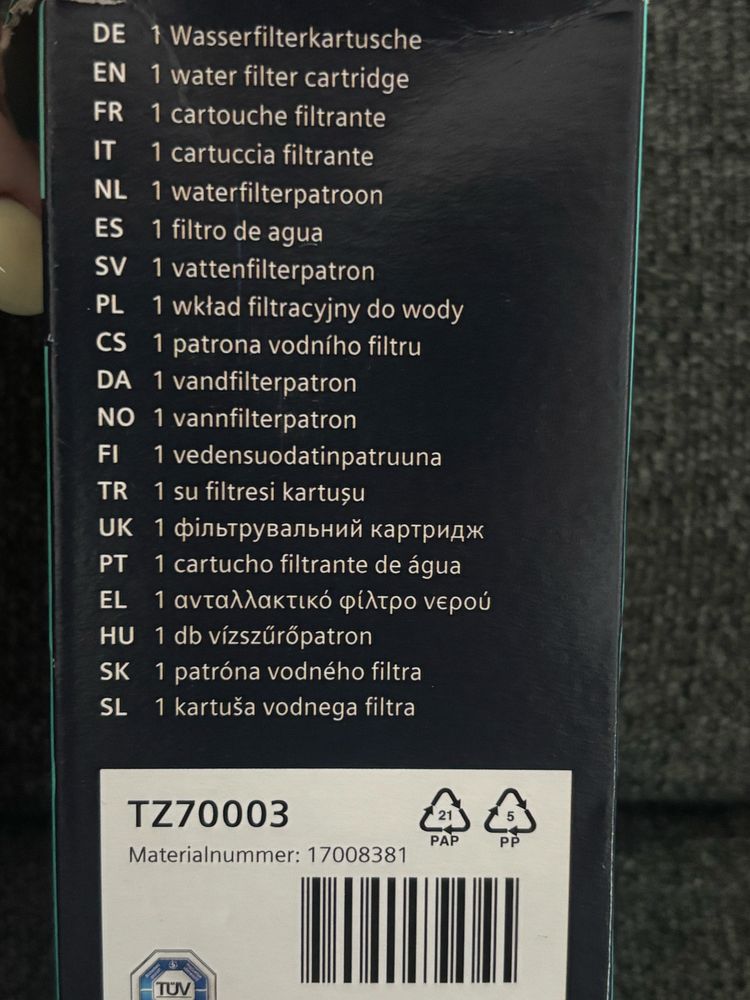 DE 1 Wasserfilterkartusche
EN 1 water filter cartridge
FR 1 cartouche filtrante
IT 1 cartuccia filtrante
NL 1 waterfilterpatroon
ES 1 filtro de agua
SV 1 vattenfilterpatron
PL 1 wkład filtracyjny do wody
CS 1 patrona vodního filtru
DA 1 vandfilterpatron
NO 1 vannfilterpatron
FI 1 vedensuodatinpatruuna
TR 1 su filtresi kartuşu
UK 1 фільтрувальний картридж
PT 1 cartucho filtrante de água
EL 1 ανταλλακτικό φίλτρο νερού
HU 1 db vízszűrőpatron
SK 1 patróna vodného filtra
SL 1 kartuša vodnega filtra
TZ70003
21 5
PAP PP
Materialnummer: 17008381
TÜV